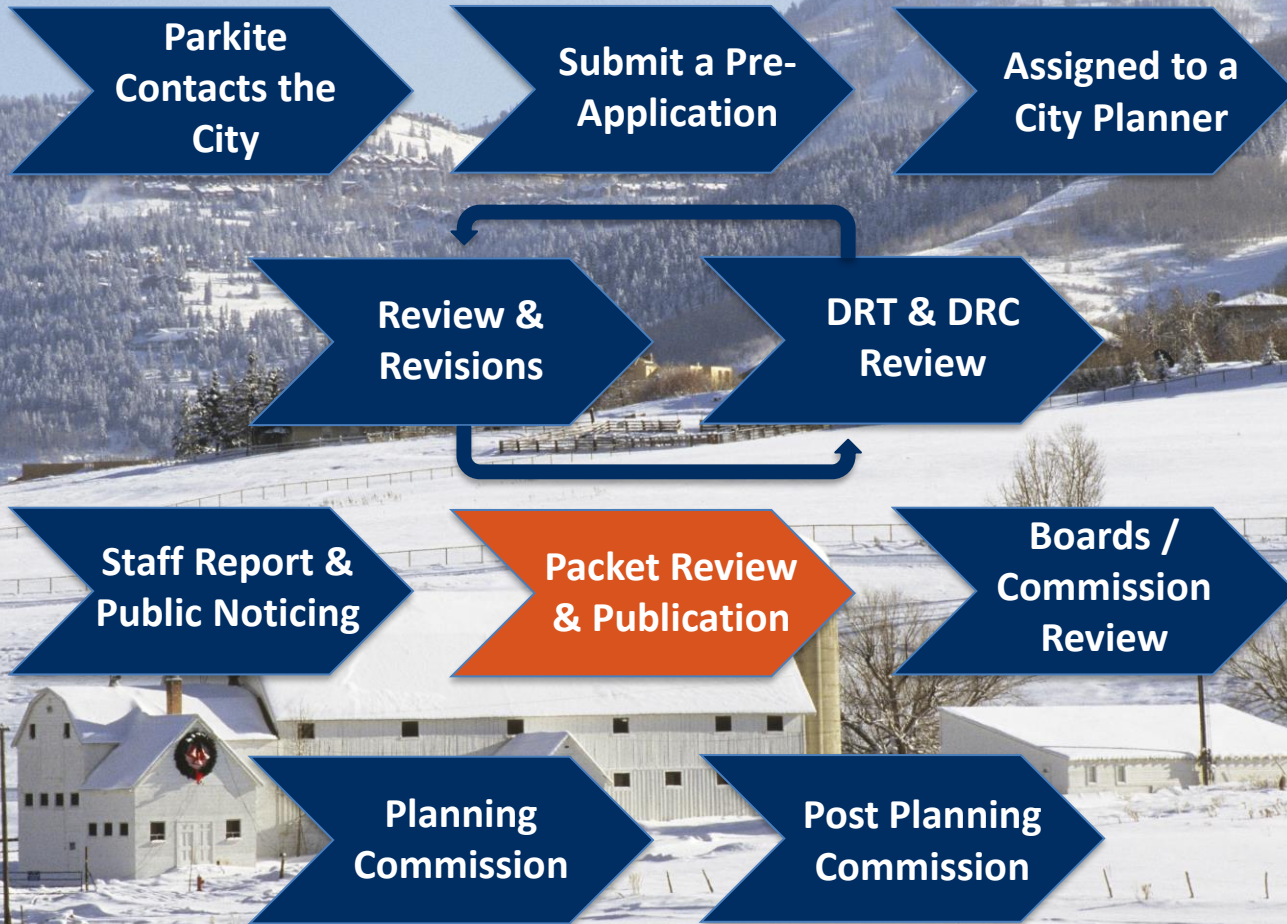 Parkite
Contacts the
City
Submit a Pre-
Application
Assigned to a
City Planner
Review &
Revisions
DRT & DRC
Review
Staff Report &
Public Noticing
Packet Review
& Publication
Boards /
Commission
Review
Planning
Commission
Post Planning
Commission